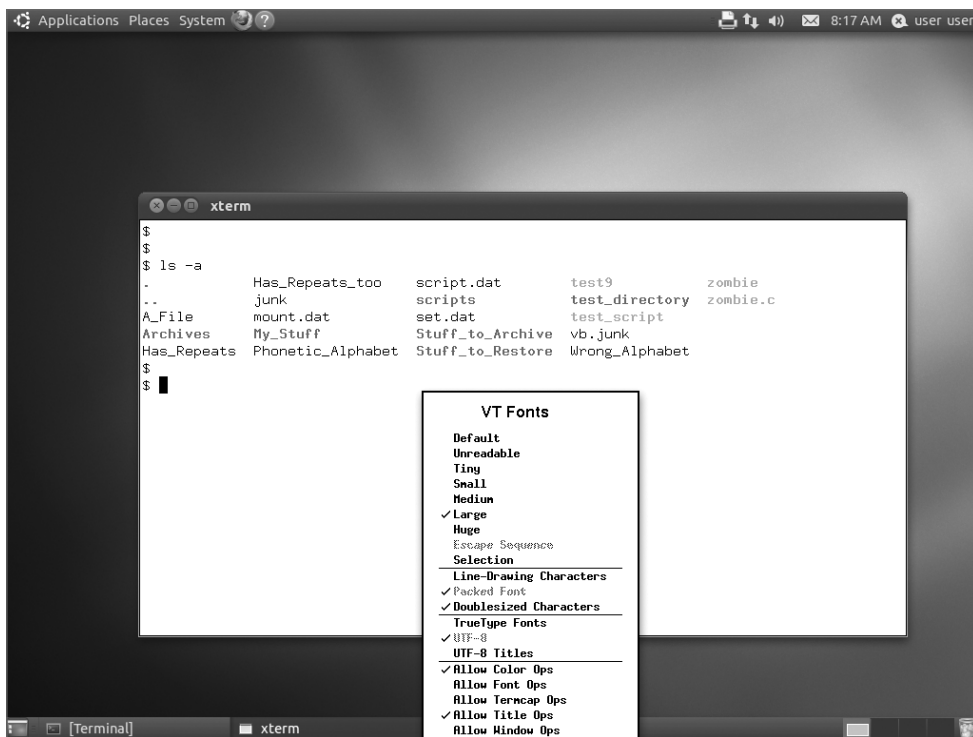 Applications Places System ?
8:17 AM user user
xterm
$
$
$ ls -a
. Has_Repeats_too script.dat test9 zombie
.. junk scripts test_directory zombie.c
A_File mount.dat set.dat test_script
Archives My_Stuff Stuff_to_Archive vb.junk
Has_Repeats Phonetic_Alphabet Stuff_to_Restore Wrong_Alphabet
$
$
VT Fonts
Default
Unreadable
Tiny
Small
Medium
✓Large
Huge
Escape Sequence
Selection
Line-Drawing Characters
✓Packed Font
✓Doublesized Characters
TrueType Fonts
✓UTF-8
UTF-8 Titles
✓Allow Color Ops
Allow Font Ops
Allow Termcap Ops
✓Allow Title Ops
Allow Window Ops
[Terminal] xterm